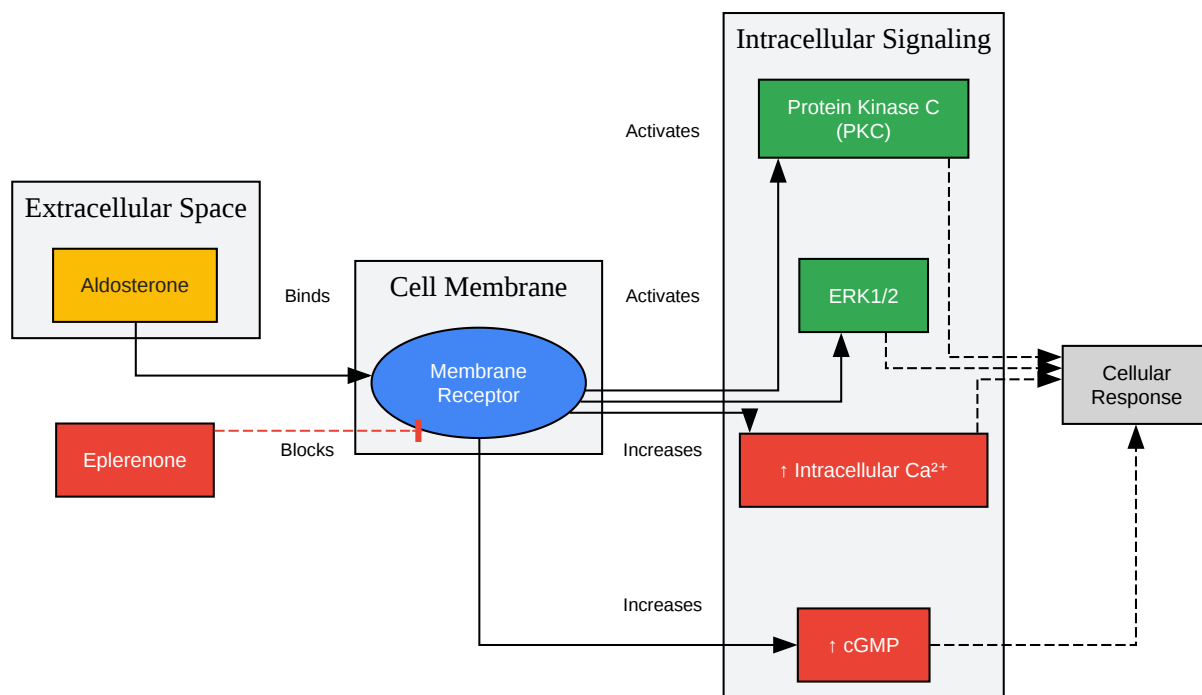 Extracellular Space
Aldosterone
Eplerenone
Binds
Blocks
Cell Membrane
Membrane
Receptor
Activates
Activates
Increases
Increases
Intracellular Signaling
Protein Kinase C
(PKC)
ERK1/2
↑ Intracellular Ca²⁺
↑ cGMP
Cellular
Response